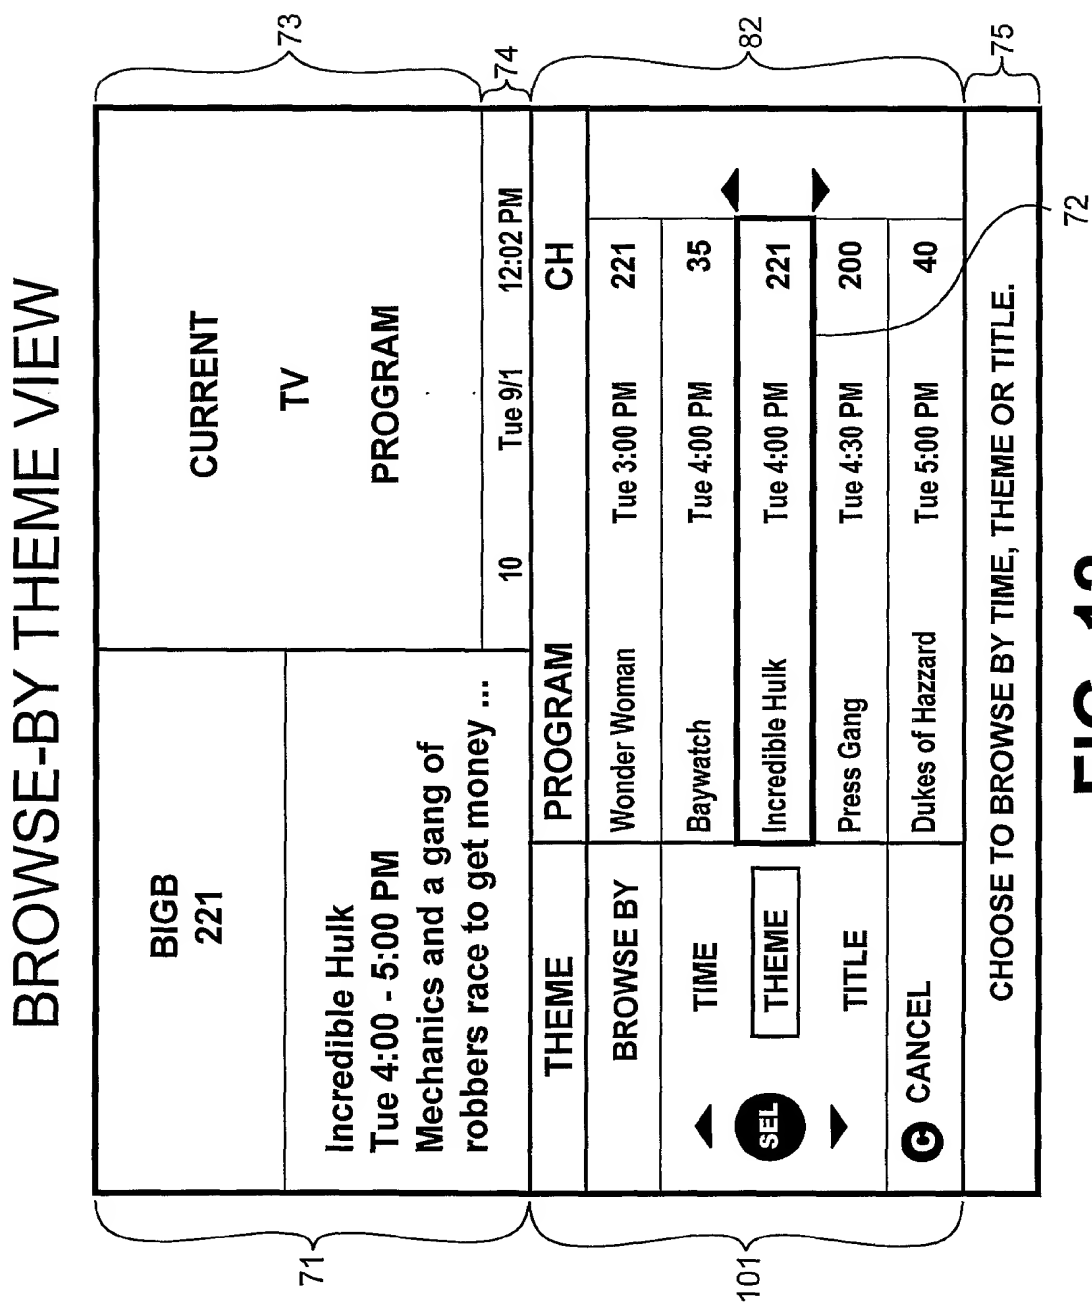 BROWSE-BY THEME VIEW
BIGB
221
Incredible Hulk
Tue 4:00 - 5:00 PM
Mechanics and a gang of
robbers race to get money ...
CURRENT
TV
PROGRAM
10 Tue 9/1 12:02 PM
THEME PROGRAM CH
BROWSE BY
TIME
THEME
TITLE
SEL
C CANCEL
Wonder Woman Tue 3:00 PM 221
Baywatch Tue 4:00 PM 35
Incredible Hulk Tue 4:00 PM 221
Press Gang Tue 4:30 PM 200
Dukes of Hazzard Tue 5:00 PM 40
CHOOSE TO BROWSE BY TIME, THEME OR TITLE.
71
101
73
74
82
75
72